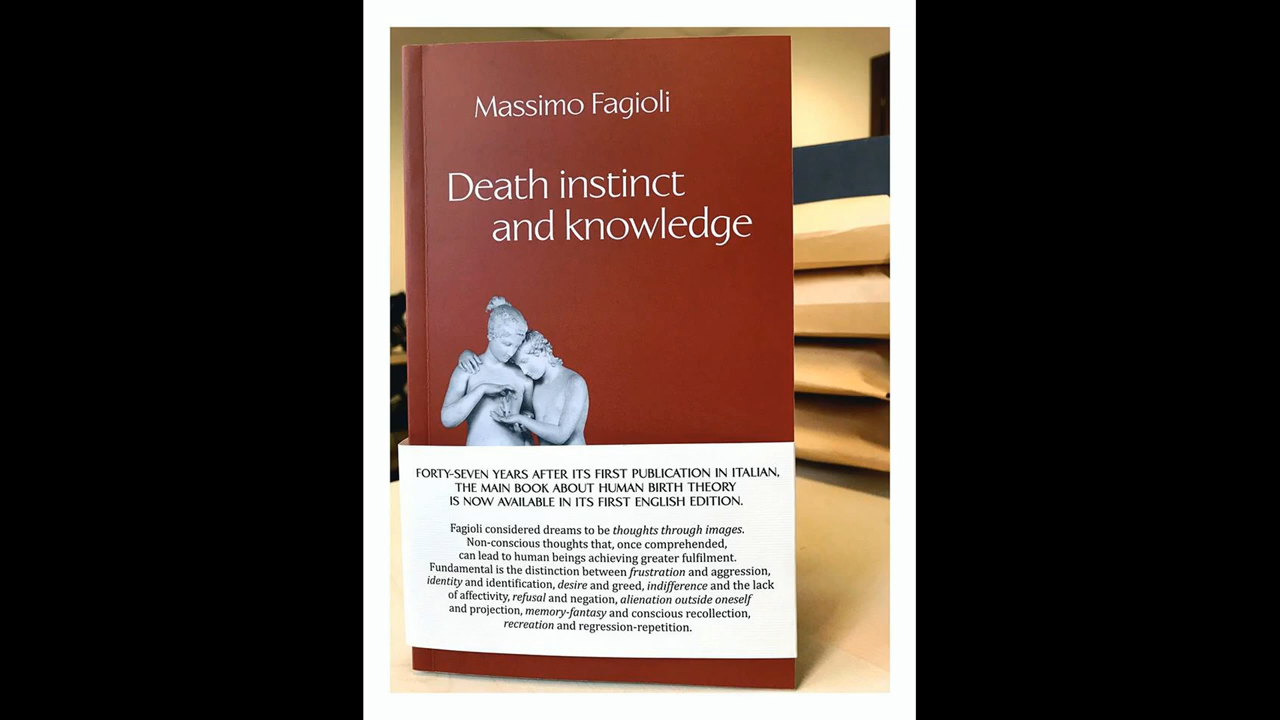 Massimo Fagioli
Death instinct
and knowledge
FORTY-SEVEN YEARS AFTER ITS FIRST PUBLICATION IN ITALIAN,
THE MAIN BOOK ABOUT HUMAN BIRTH THEORY
IS NOW AVAILABLE IN ITS FIRST ENGLISH EDITION.
Fagioli considered dreams to be thoughts through images.
Non-conscious thoughts that, once comprehended,
can lead to human beings achieving greater fulfilment.
Fundamental is the distinction between frustration and aggression,
identity and identification, desire and greed, indifference and the lack
of affectivity, refusal and negation, alienation outside oneself
and projection, memory-fantasy and conscious recollection,
recreation and regression-repetition.